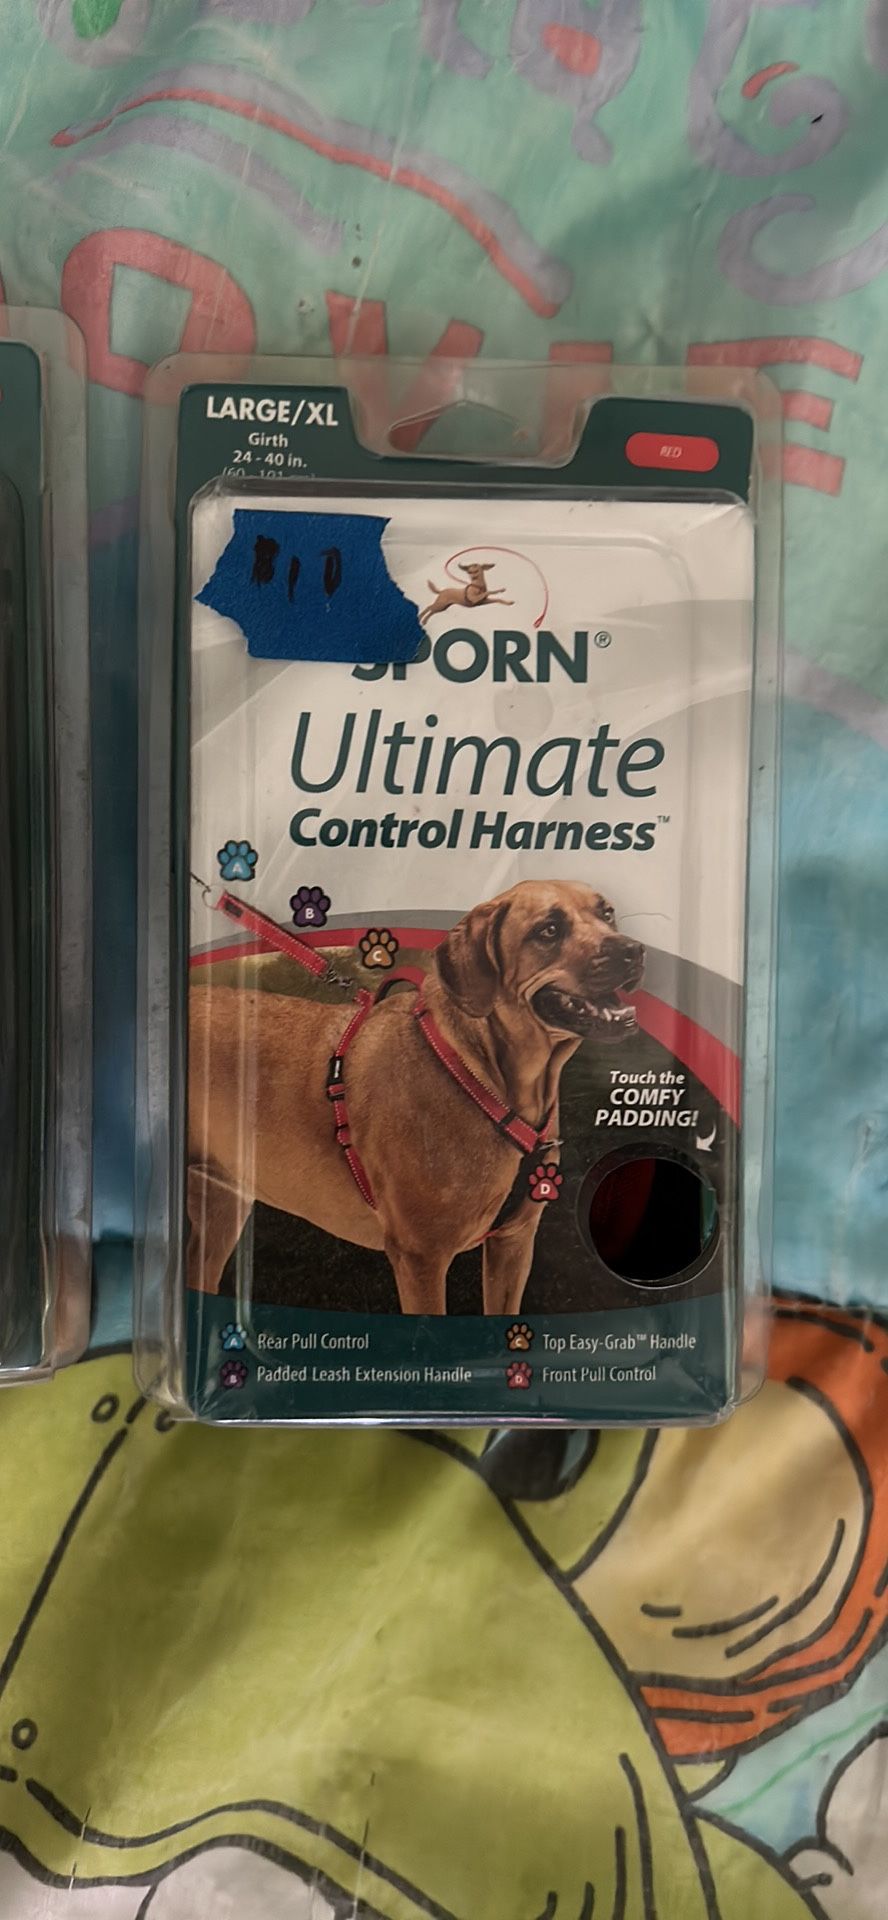 OVIE
LARGE/XL
Girth
24 - 40 in.
RED
$10
SPORN®
Ultimate
Control Harness™
A
B
C
Touch the
COMFY
PADDING!
D
A Rear Pull Control
C Top Easy-Grab™ Handle
B Padded Leash Extension Handle
D Front Pull Control